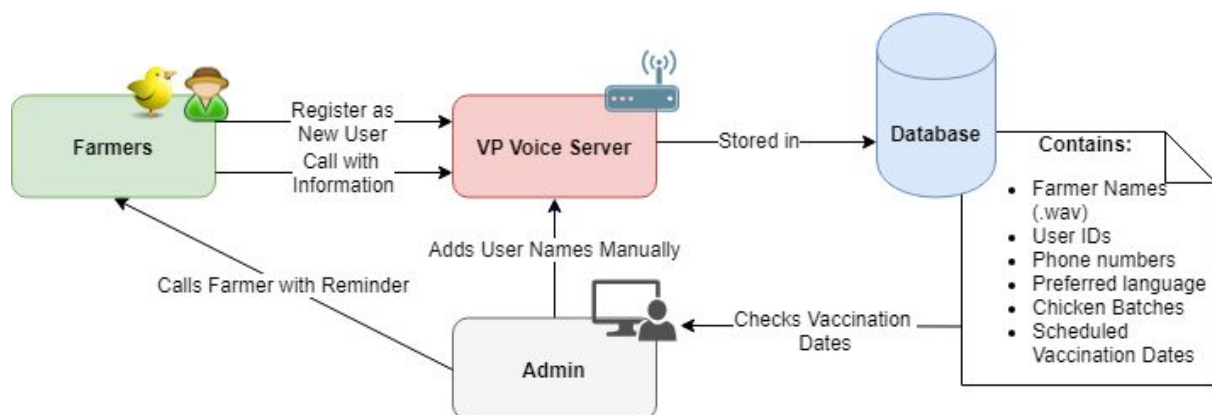 Farmers
Register as
New User
Call with
Information
VP Voice Server
Stored in
Database
Contains:
• Farmer Names
(.wav)
• User IDs
• Phone numbers
• Preferred language
• Chicken Batches
• Scheduled
Vaccination Dates
Adds User Names Manually
Calls Farmer with Reminder
Checks Vaccination
Dates
Admin